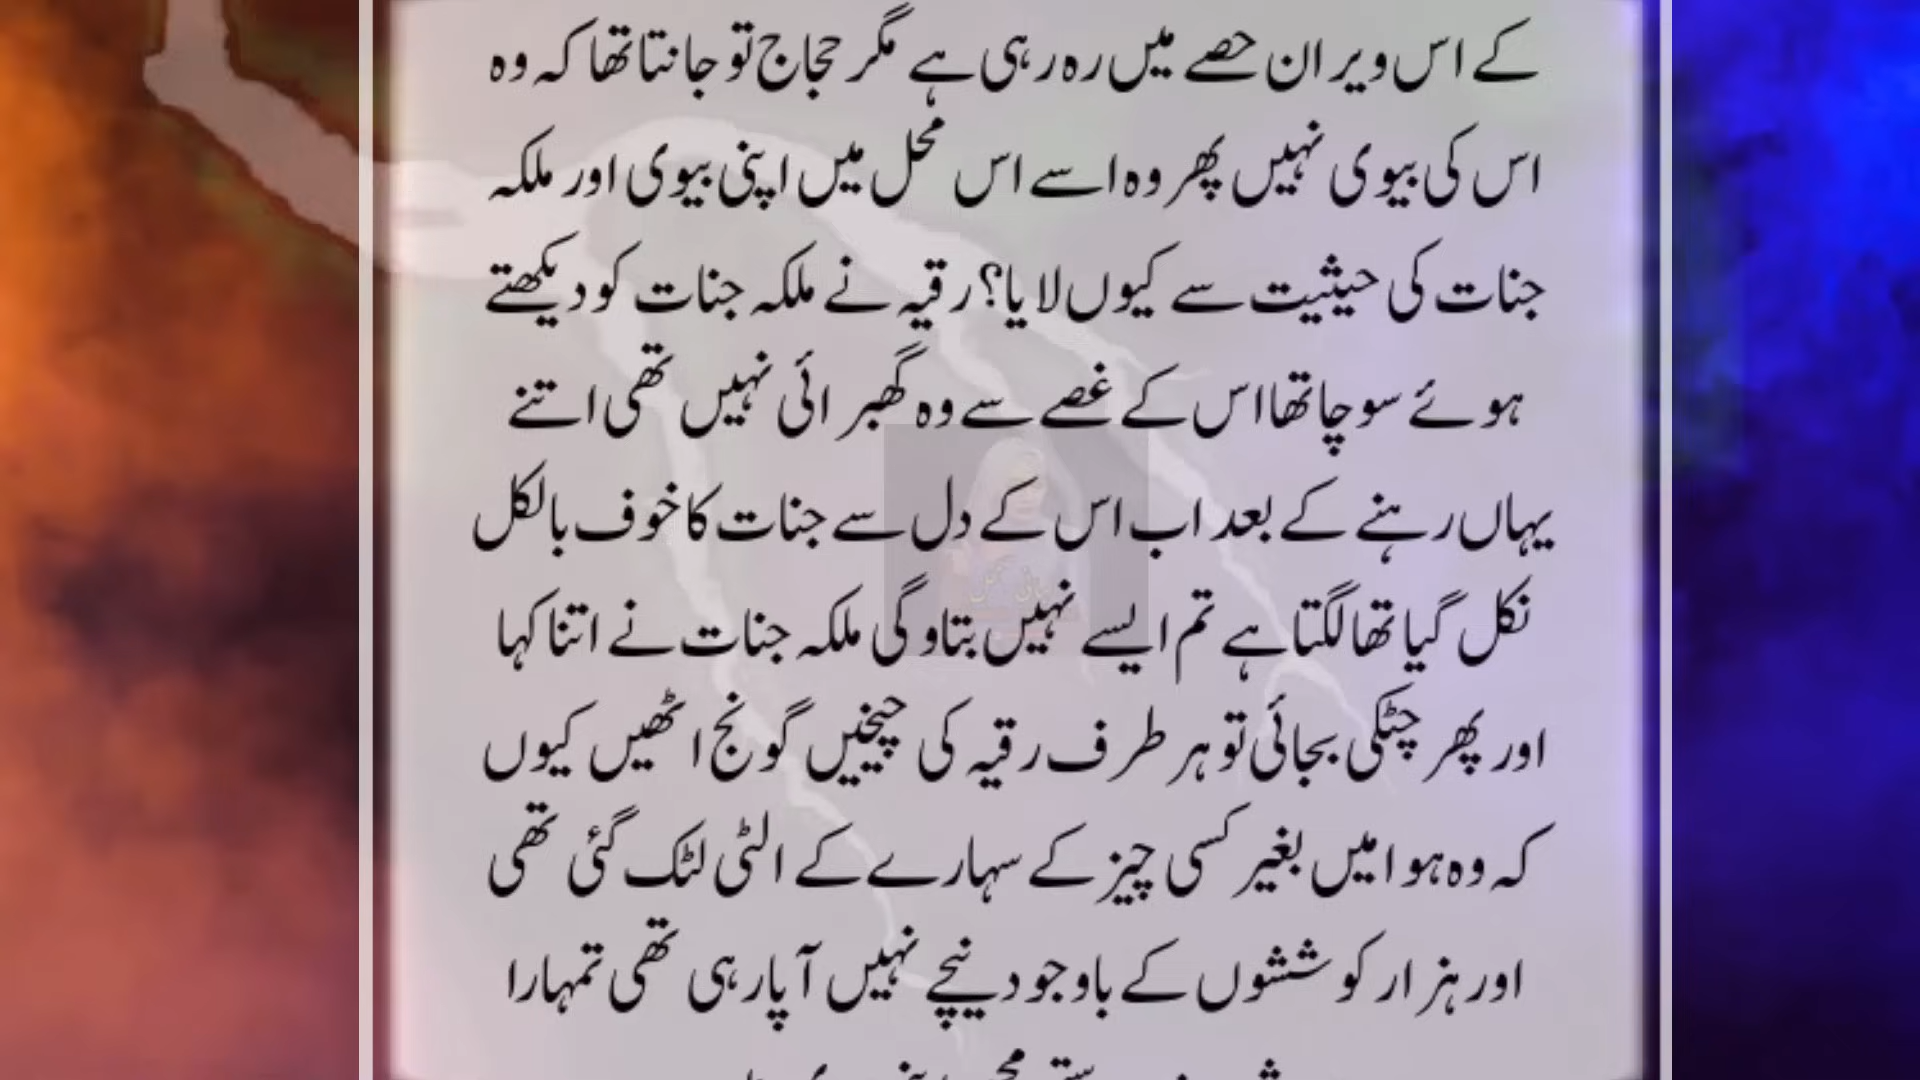 کے اس ویران حصے میں رہ رہی ہے مگر حجاج تو جانتا تھا کہ وہ
اس کی بیوی نہیں پھر وہ اسے اس محل میں اپنی بیوی اور ملکہ
جنات کی حیثیت سے کیوں لایا؟ رقیہ نے ملکہ جنات کو دیکھتے
ہوئے سوچا تھا اس کے غصے سے وہ گھبرائی نہیں تھی اتنے
یہاں رہنے کے بعد اب اس کے دل سے جنات کا خوف بالکل
نکل گیا تھا لگتا ہے تم ایسے نہیں بتاو گی ملکہ جنات نے اتنا کہا
اور پھر چٹکی بجائی تو ہر طرف رقیہ کی چیخیں گونج اٹھیں کیوں
کہ وہ ہوا میں بغیر کسی چیز کے سہارے کے الٹی لٹک گئی تھی
اور ہزار کوششوں کے باوجود نیچے نہیں آ پا رہی تھی تمہارا